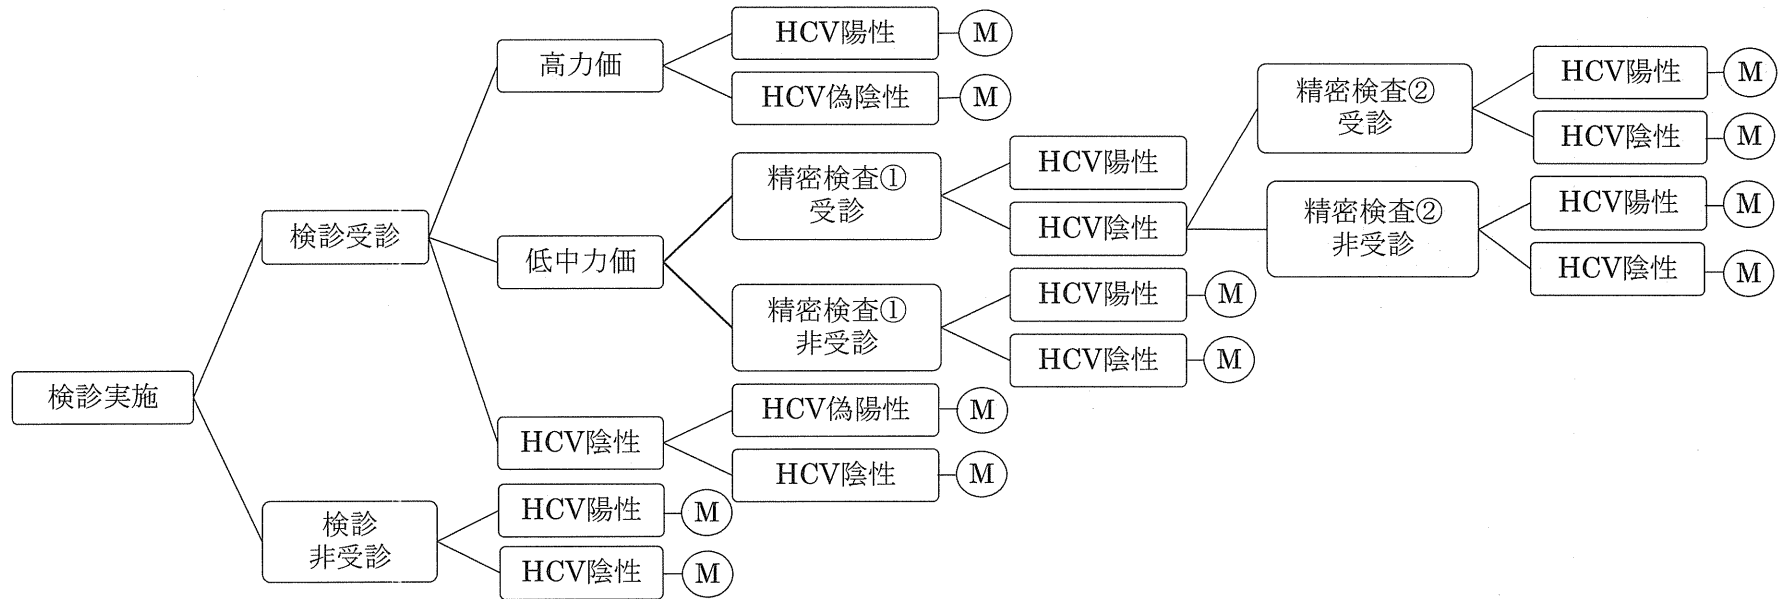 検診実施
検診受診
検診
非受診
高力価
低中力価
HCV陰性
HCV陽性
M
HCV陰性
M
HCV陽性
M
HCV偽陰性
M
精密検査①
受診
精密検査①
非受診
HCV偽陽性
M
HCV陰性
M
HCV陽性
HCV陰性
HCV陽性
M
HCV陰性
M
精密検査②
受診
精密検査②
非受診
HCV陽性
M
HCV陰性
M
HCV陽性
M
HCV陰性
M